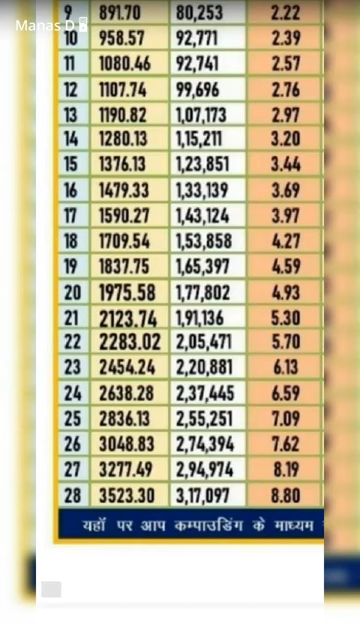 9 891.70 80,253 2.22
Manas D
10 958.57 92,771 2.39
11 1080.46 92,741 2.57
12 1107.74 99,696 2.76
13 1190.82 1,07,173 2.97
14 1280.13 1,15,211 3.20
15 1376.13 1,23,851 3.44
16 1479.33 1,33,139 3.69
17 1590.27 1,43,124 3.97
18 1709.54 1,53,858 4.27
19 1837.75 1,65,397 4.59
20 1975.58 1,77,802 4.93
21 2123.74 1,91,136 5.30
22 2283.02 2,05,471 5.70
23 2454.24 2,20,881 6.13
24 2638.28 2,37,445 6.59
25 2836.13 2,55,251 7.09
26 3048.83 2,74,394 7.62
27 3277.49 2,94,974 8.19
28 3523.30 3,17,097 8.80
यहाँ पर आप कम्पाउडिंग के माध्यम